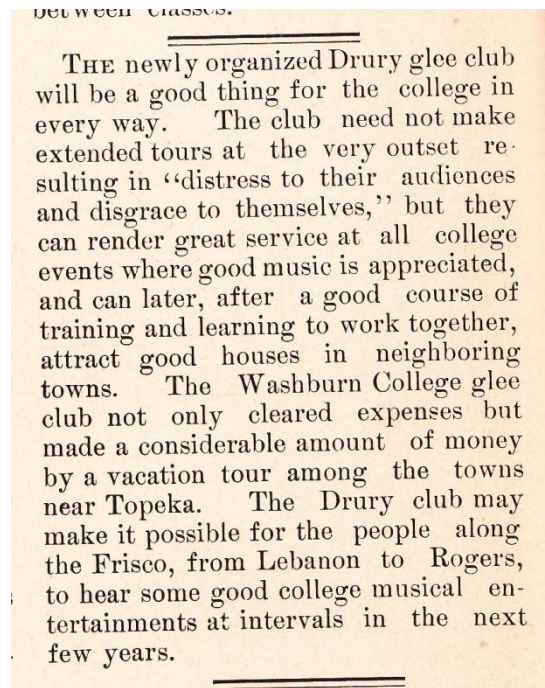 between classes.
THE newly organized Drury glee club
will be a good thing for the college in
every way. The club need not make
extended tours at the very outset re-
sulting in "distress to their audiences
and disgrace to themselves," but they
can render great service at all college
events where good music is appreciated,
and can later, after a good course of
training and learning to work together,
attract good houses in neighboring
towns. The Washburn College glee
club not only cleared expenses but
made a considerable amount of money
by a vacation tour among the towns
near Topeka. The Drury club may
make it possible for the people along
the Frisco, from Lebanon to Rogers,
to hear some good college musical en-
tertainments at intervals in the next
few years.